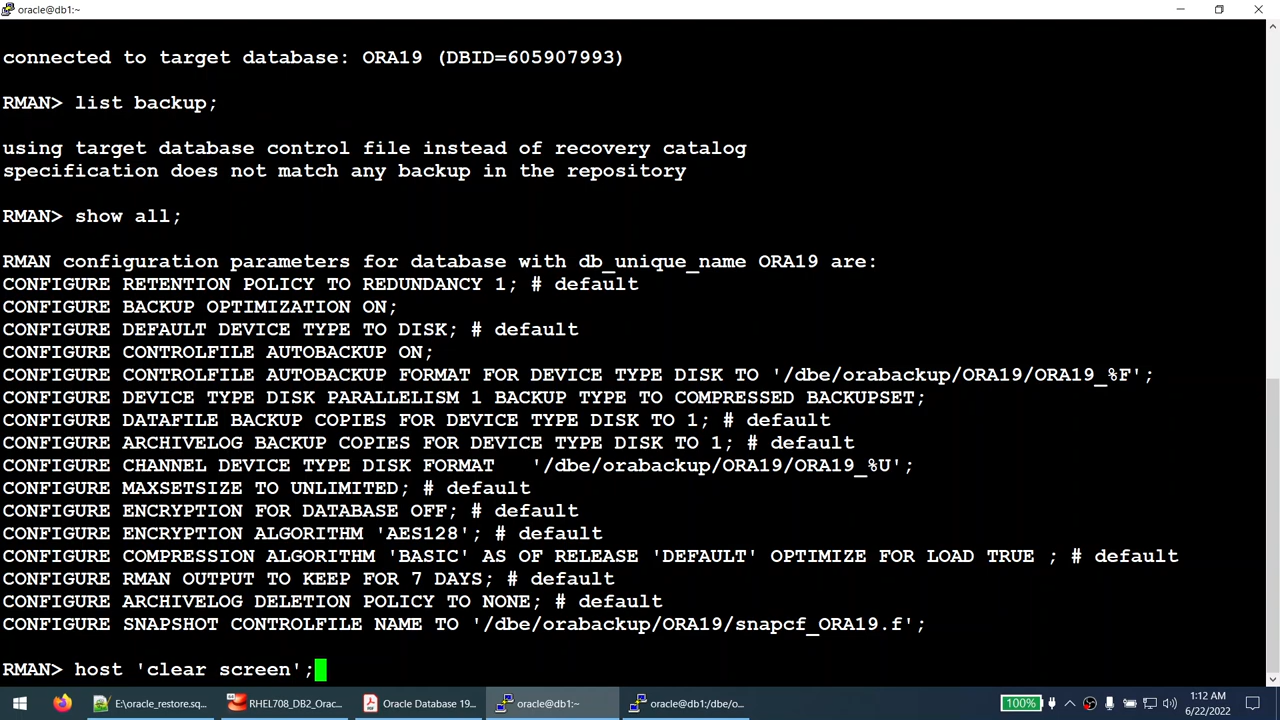 oracle@db1:~
connected to target database: ORA19 (DBID=605907993)
RMAN> list backup;
using target database control file instead of recovery catalog
specification does not match any backup in the repository
RMAN> show all;
RMAN configuration parameters for database with db_unique_name ORA19 are:
CONFIGURE RETENTION POLICY TO REDUNDANCY 1; # default
CONFIGURE BACKUP OPTIMIZATION ON;
CONFIGURE DEFAULT DEVICE TYPE TO DISK; # default
CONFIGURE CONTROLFILE AUTOBACKUP ON;
CONFIGURE CONTROLFILE AUTOBACKUP FORMAT FOR DEVICE TYPE DISK TO '/dbe/orabackup/ORA19/ORA19_%F';
CONFIGURE DEVICE TYPE DISK PARALLELISM 1 BACKUP TYPE TO COMPRESSED BACKUPSET;
CONFIGURE DATAFILE BACKUP COPIES FOR DEVICE TYPE DISK TO 1; # default
CONFIGURE ARCHIVELOG BACKUP COPIES FOR DEVICE TYPE DISK TO 1; # default
CONFIGURE CHANNEL DEVICE TYPE DISK FORMAT   '/dbe/orabackup/ORA19/ORA19_%U';
CONFIGURE MAXSETSIZE TO UNLIMITED; # default
CONFIGURE ENCRYPTION FOR DATABASE OFF; # default
CONFIGURE ENCRYPTION ALGORITHM 'AES128'; # default
CONFIGURE COMPRESSION ALGORITHM 'BASIC' AS OF RELEASE 'DEFAULT' OPTIMIZE FOR LOAD TRUE ; # default
CONFIGURE RMAN OUTPUT TO KEEP FOR 7 DAYS; # default
CONFIGURE ARCHIVELOG DELETION POLICY TO NONE; # default
CONFIGURE SNAPSHOT CONTROLFILE NAME TO '/dbe/orabackup/ORA19/snapcf_ORA19.f';
RMAN> host 'clear screen';
E:\oracle_restore.sq... RHEL708_DB2_Orac... Oracle Database 19... oracle@db1:~ oracle@db1:/dbe/o... 100% 1:12 AM
6/22/2022